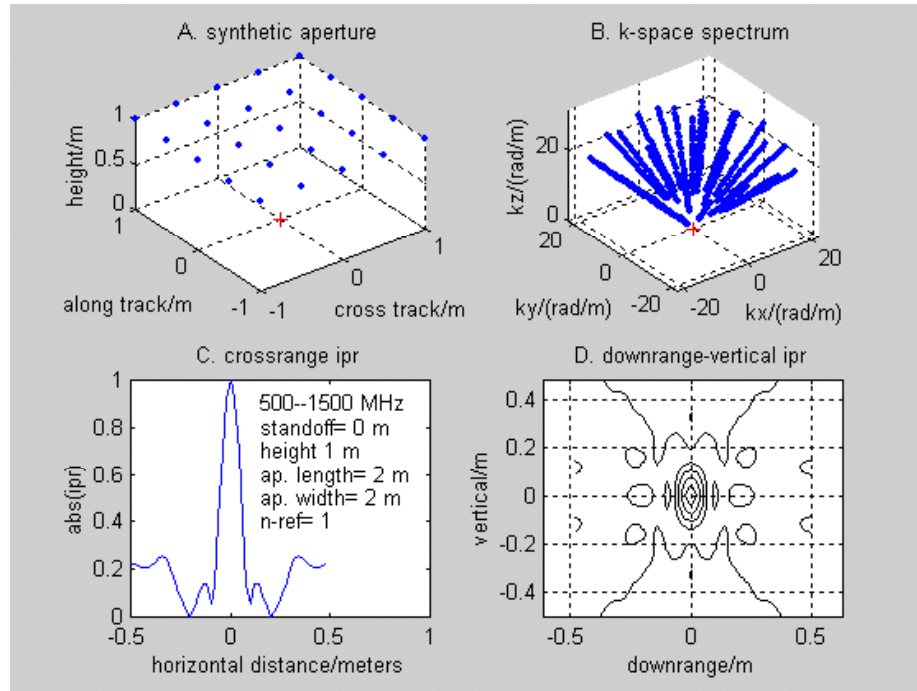 A. synthetic aperture
1
0.5
0
height/m
1
0
-1
along track/m
-1
0
1
cross track/m
B. k-space spectrum
20
0
kz/(rad/m)
20
0
-20
ky/(rad/m)
-20
0
20
kx/(rad/m)
C. crossrange ipr
1
0.8
0.6
0.4
0.2
0
abs(ipr)
500--1500 MHz
standoff= 0 m
height 1 m
ap. length= 2 m
ap. width= 2 m
n-ref= 1
-0.5
0
0.5
1
horizontal distance/meters
D. downrange-vertical ipr
0.4
0.2
0
-0.2
-0.4
vertical/m
-0.5
0
0.5
downrange/m